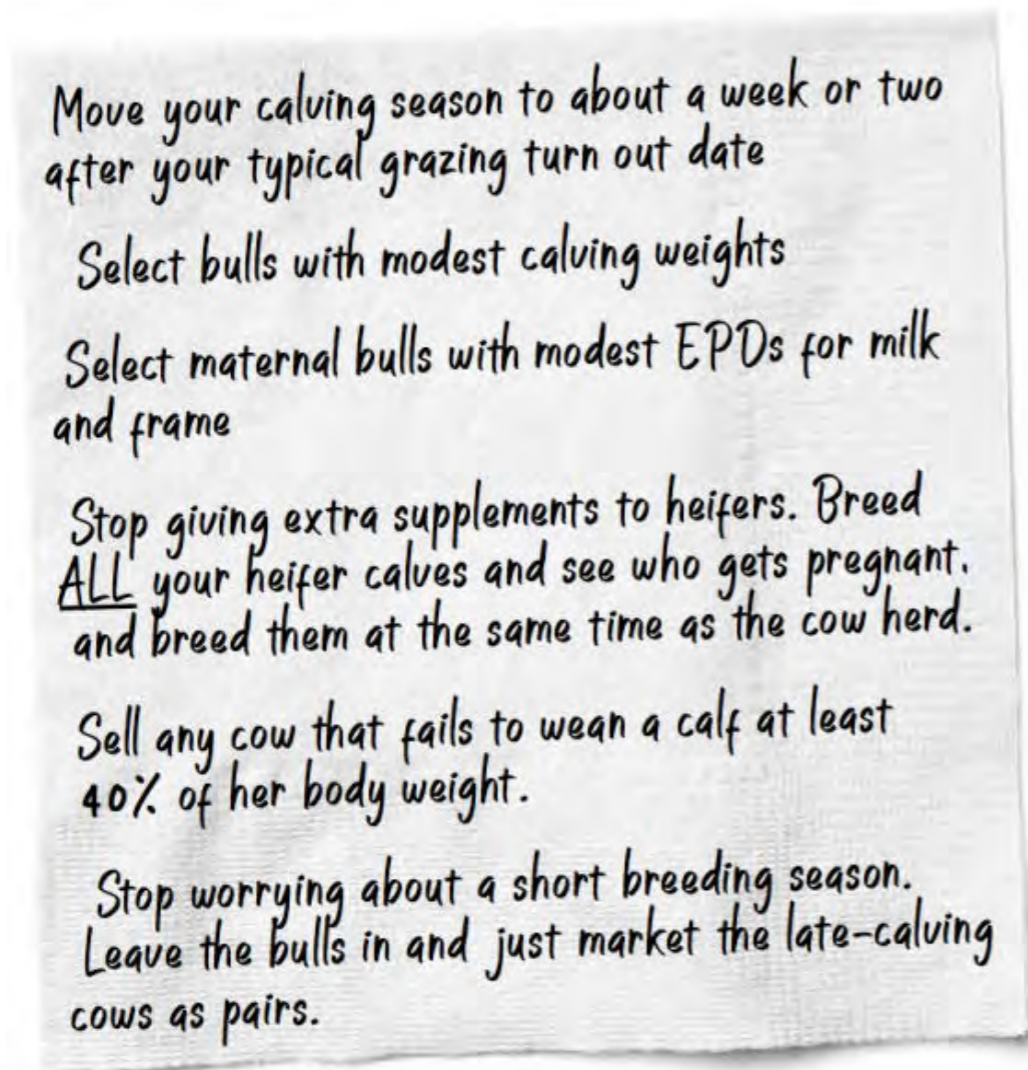 Move your calving season to about a week or two
after your typical grazing turn out date
Select bulls with modest calving weights
Select maternal bulls with modest EPDs for milk
and frame
Stop giving extra supplements to heifers. Breed
ALL your heifer calves and see who gets pregnant.
and breed them at the same time as the cow herd.
Sell any cow that fails to wean a calf at least
40% of her body weight.
Stop worrying about a short breeding season.
Leave the bulls in and just market the late-calving
cows as pairs.